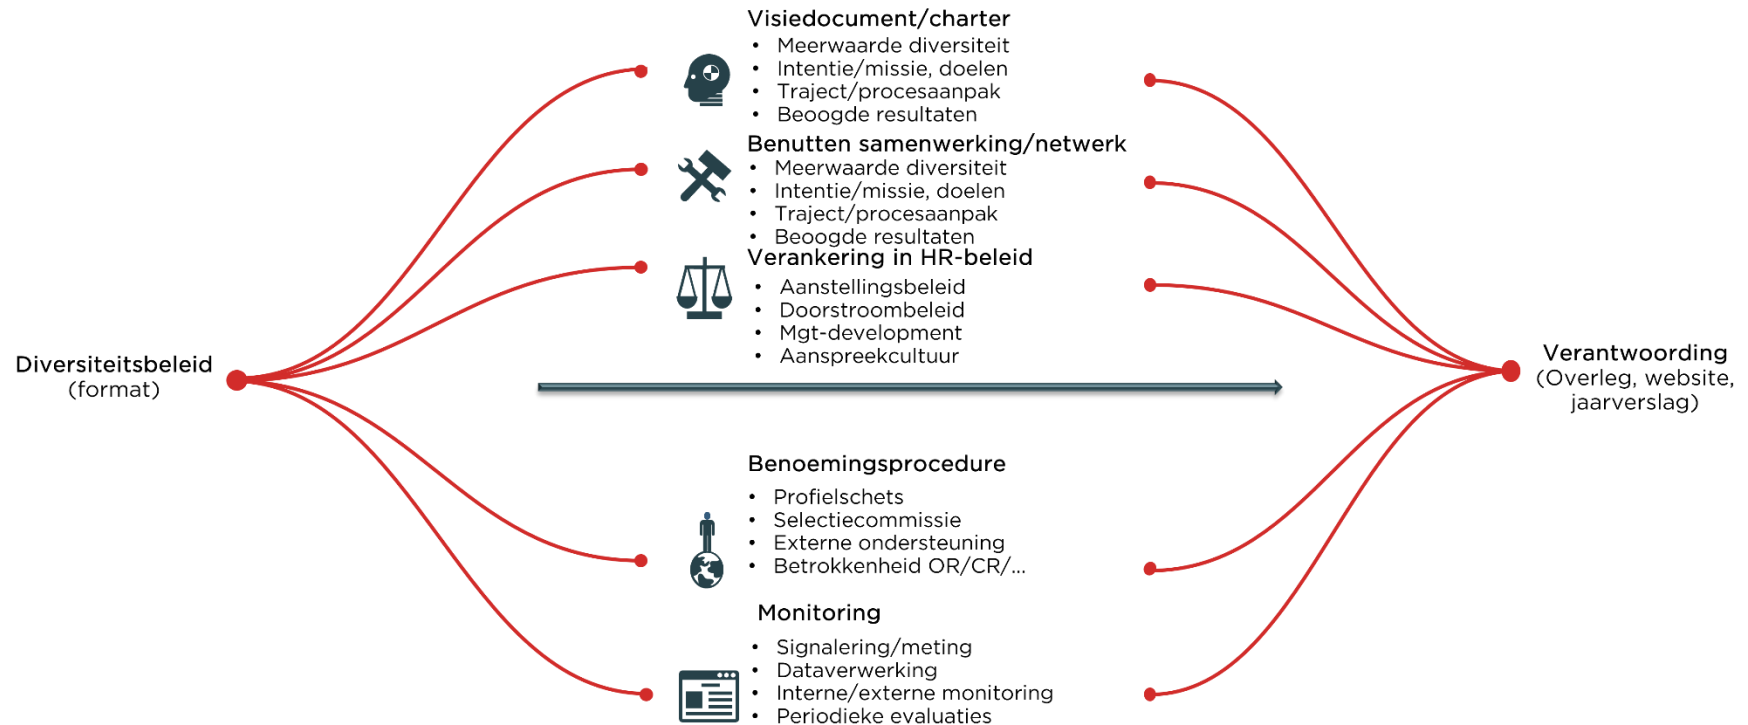 Diversiteitsbeleid
(format)
Visiedocument/charter
• Meerwaarde diversiteit
• Intentie/missie, doelen
• Traject/procesaanpak
• Beoogde resultaten
Benutten samenwerking/netwerk
• Meerwaarde diversiteit
• Intentie/missie, doelen
• Traject/procesaanpak
• Beoogde resultaten
Verankering in HR-beleid
• Aanstellingsbeleid
• Doorstroombeleid
• Mgt-development
• Aanspreekcultuur
Benoemingsprocedure
• Profielschets
• Selectiecommissie
• Externe ondersteuning
• Betrokkenheid OR/CR/...
Monitoring
• Signalering/meting
• Dataverwerking
• Interne/externe monitoring
• Periodieke evaluaties
Verantwoording
(Overleg, website,
jaarverslag)